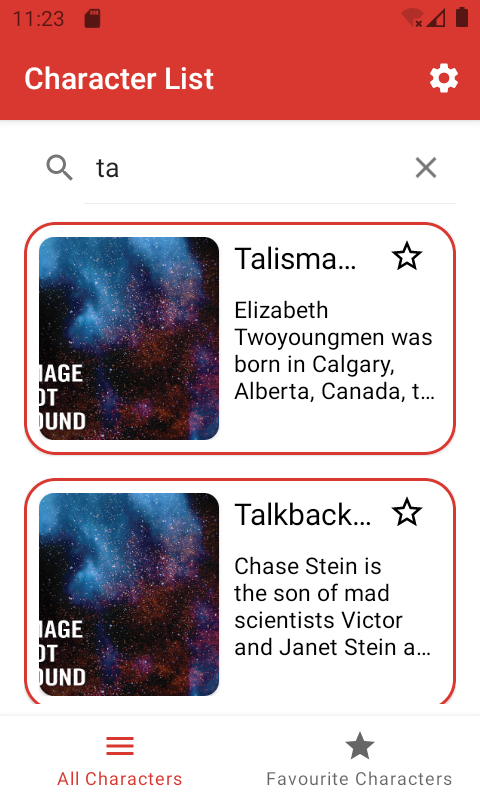 11:23
Character List
ta
Talisma…
Elizabeth
Twoyoungmen was
born in Calgary,
Alberta, Canada, t…
IAGE
OT
OUND
Talkback…
Chase Stein is
the son of mad
scientists Victor
and Janet Stein a…
IAGE
OT
OUND
All Characters
Favourite Characters